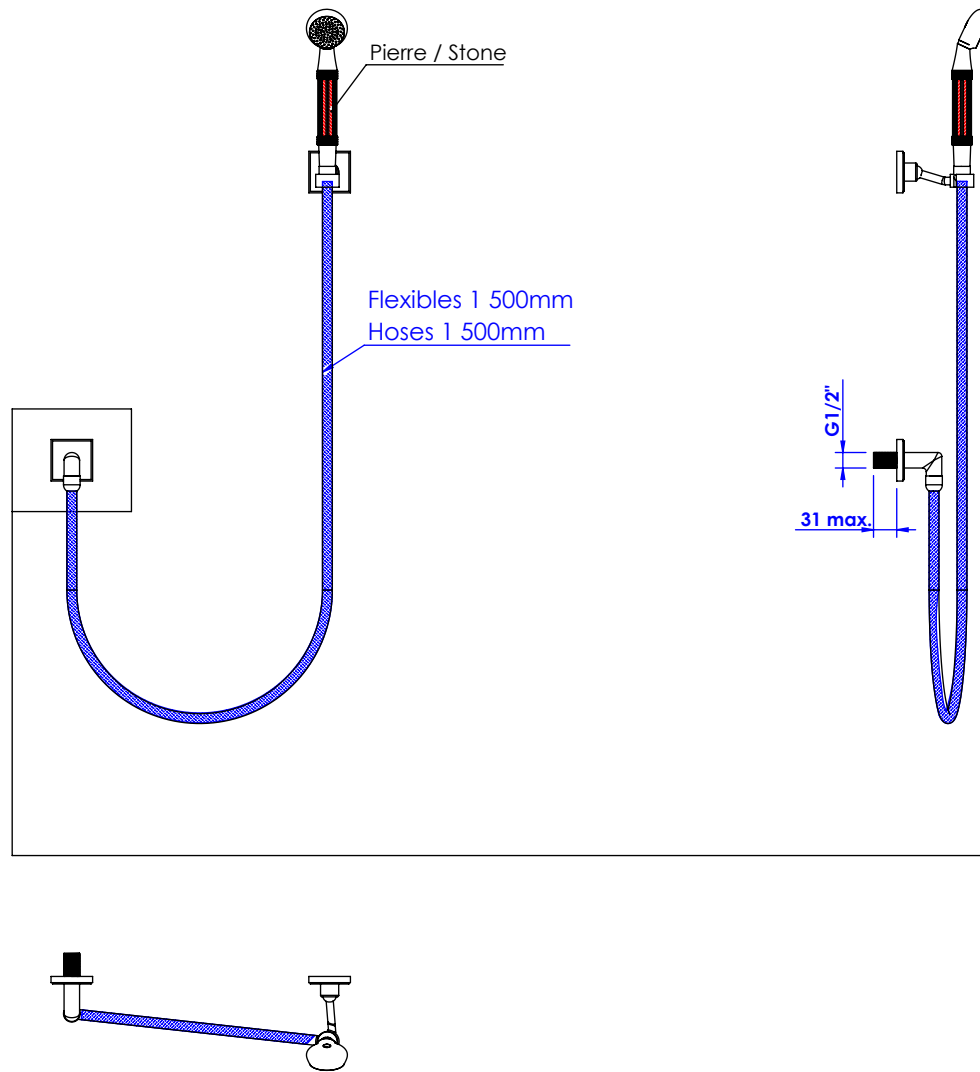 Pierre / Stone
Flexibles 1 500mm
Hoses 1 500mm
G1/2"
31 max.